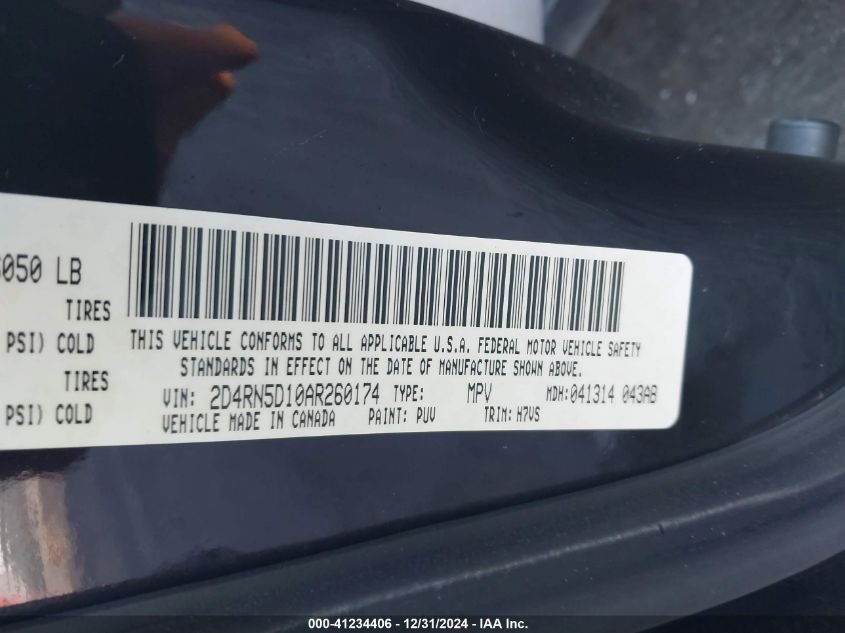 050 LB
TIRES
PSI) COLD
TIRES
PSI) COLD
THIS VEHICLE CONFORMS TO ALL APPLICABLE U.S.A. FEDERAL MOTOR VEHICLE SAFETY
STANDARDS IN EFFECT ON THE DATE OF MANUFACTURE SHOWN ABOVE.
VIN: 2D4RN5D10AR260174 TYPE: MPV MDH:041314 043AB
VEHICLE MADE IN CANADA PAINT: PUV TRIM: H7VS
000-41234406 - 12/31/2024 - IAA Inc.